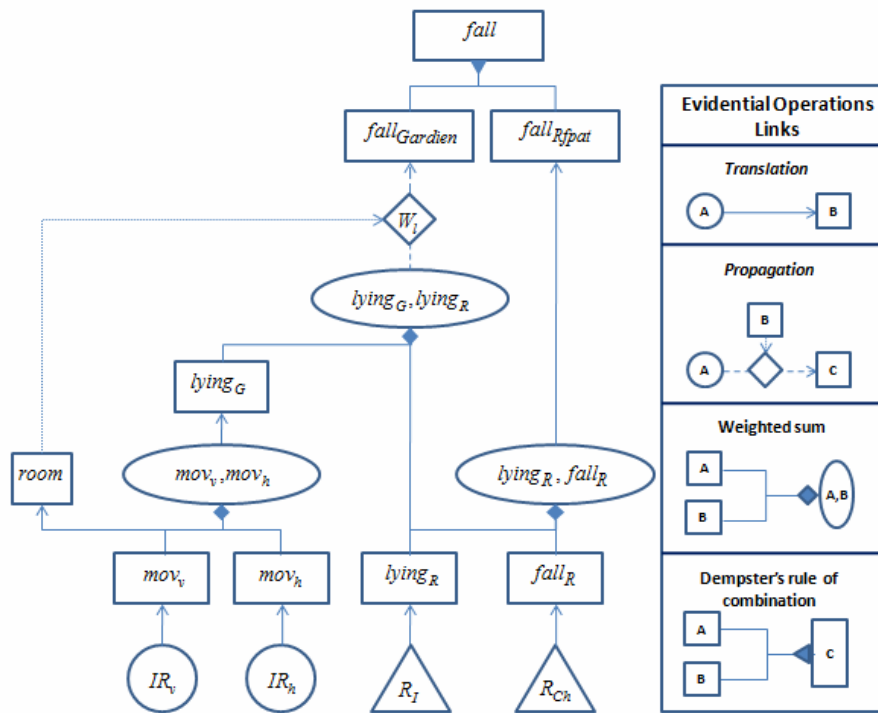 fall
fall_Gardien
fall_Rfpat
W_l
lying_G, lying_R
lying_G
room
mov_v, mov_h
lying_R, fall_R
mov_v
mov_h
lying_R
fall_R
IR_v
IR_h
R_I
R_Ch
Evidential Operations
Links
Translation
A
B
Propagation
B
A
C
Weighted sum
A
B
A,B
Dempster's rule of
combination
A
B
C